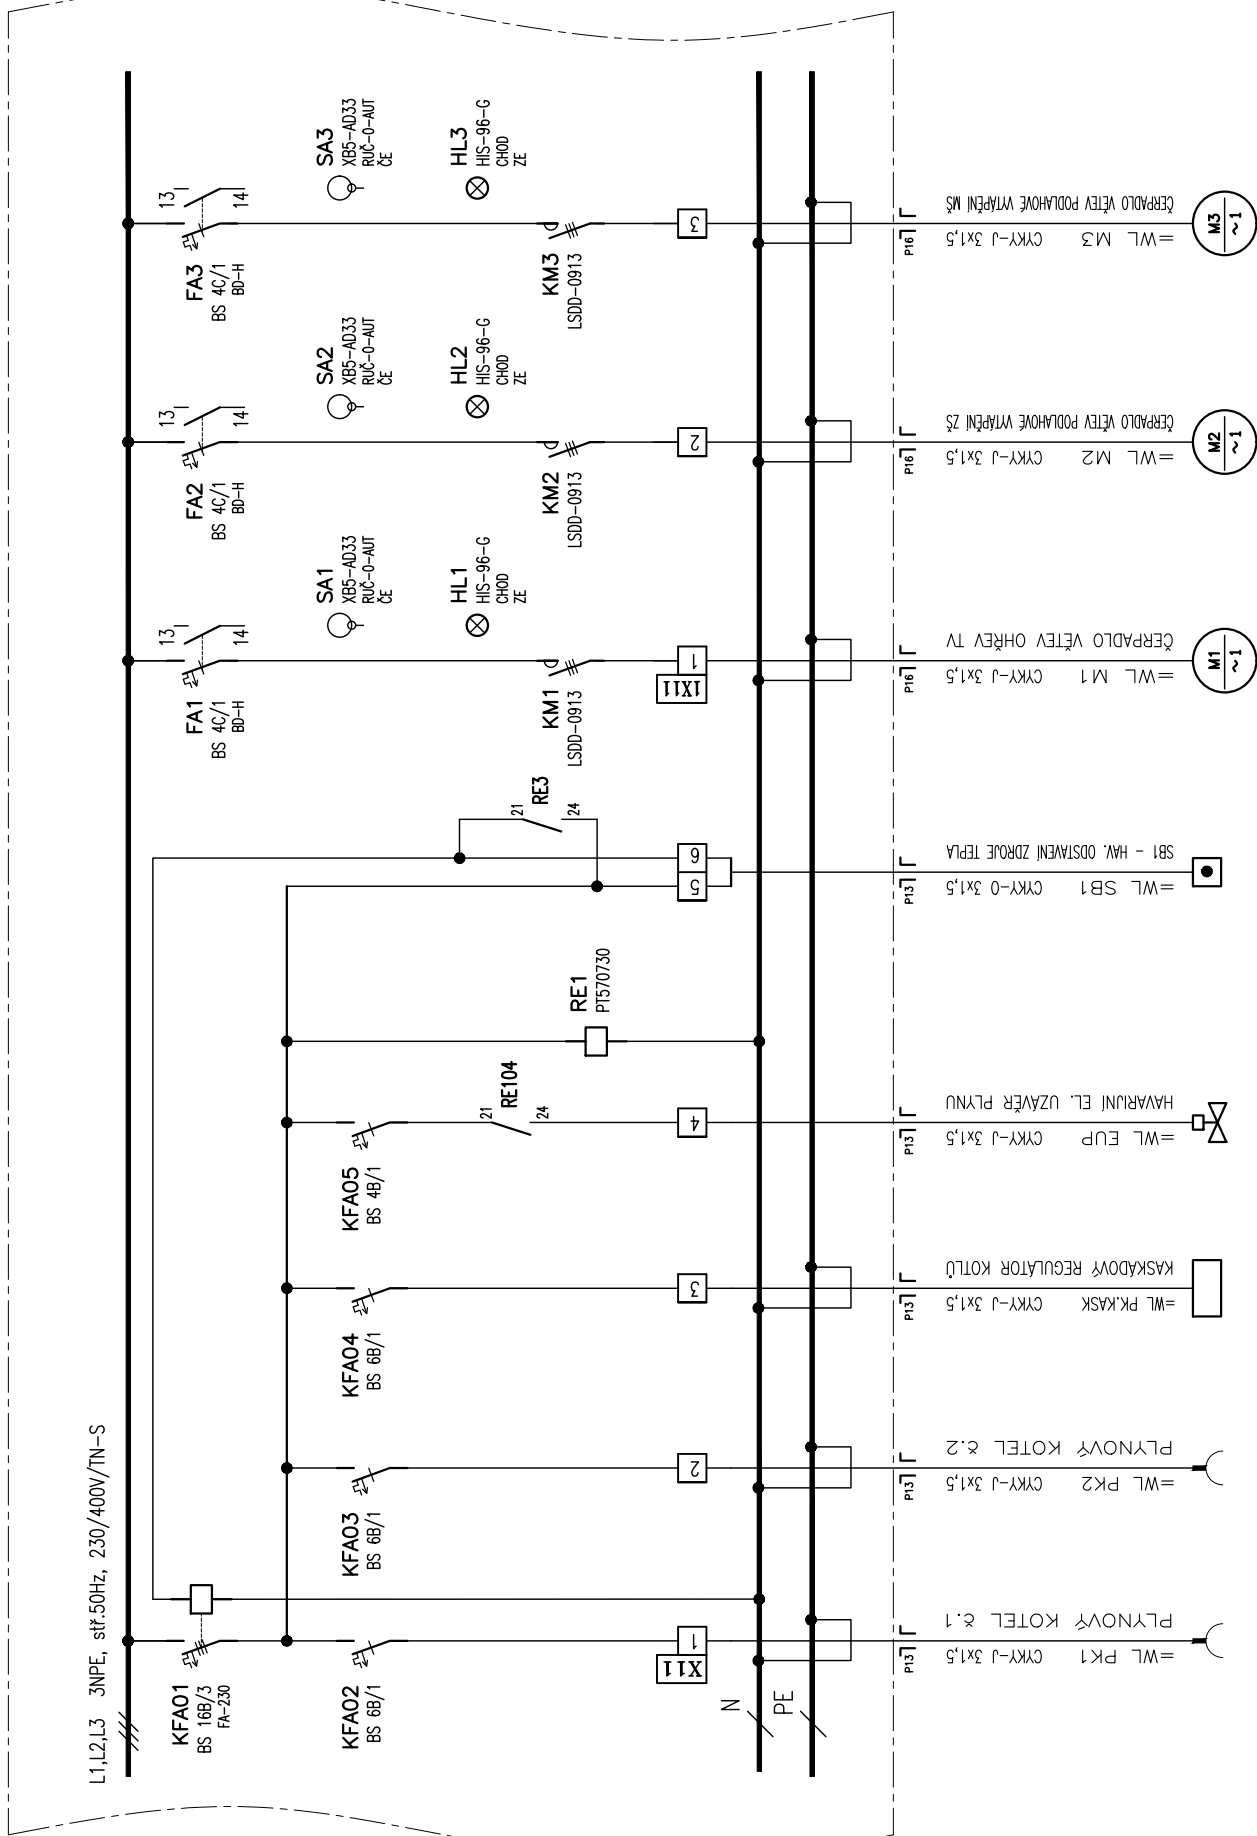 L1,L2,L3 3NPE, stř.50Hz, 230/400V/TN-S
KFA01
BS 16B/3
FA-230
KFA02
BS 6B/1
X11
1
N
PE
P13
=WL PK1 CYKY-J 3x1,5
PLYNOVÝ KOTEL č.1
KFA03
BS 6B/1
2
P13
=WL PK2 CYKY-J 3x1,5
PLYNOVÝ KOTEL č.2
KFA04
BS 6B/1
3
P13
=WL PK.KASK CYKY-J 3x1,5
KASKÁDOVÝ REGULÁTOR KOTLŮ
KFA05
BS 4B/1
21
RE104
24
4
P13
=WL EUP CYKY-J 3x1,5
HAVARIJNÍ EL. UZÁVĚR PLYNU
RE1
PT570730
21
RE3
24
5
6
P13
=WL SB1 CYKY-O 3x1,5
SB1 - HAV. ODSTAVENÍ ZDROJE TEPLA
FA1
BS 4C/1
BD-H
13
14
SA1
XB5-AD33
RUČ-0-AUT
ČE
HL1
HIS-96-G
CHOD
ZE
KM1
LSDD-0913
1X11
1
P16
=WL M1 CYKY-J 3x1,5
ČERPADLO VĚTEV OHŘEV TV
M1
~1
FA2
BS 4C/1
BD-H
13
14
SA2
XB5-AD33
RUČ-0-AUT
ČE
HL2
HIS-96-G
CHOD
ZE
KM2
LSDD-0913
2
P16
=WL M2 CYKY-J 3x1,5
ČERPADLO VĚTEV PODLAHOVÉ VYTÁPĚNÍ ZŠ
M2
~1
FA3
BS 4C/1
BD-H
13
14
SA3
XB5-AD33
RUČ-0-AUT
ČE
HL3
HIS-96-G
CHOD
ZE
KM3
LSDD-0913
3
P16
=WL M3 CYKY-J 3x1,5
ČERPADLO VĚTEV PODLAHOVÉ VYTÁPĚNÍ MŠ
M3
~1